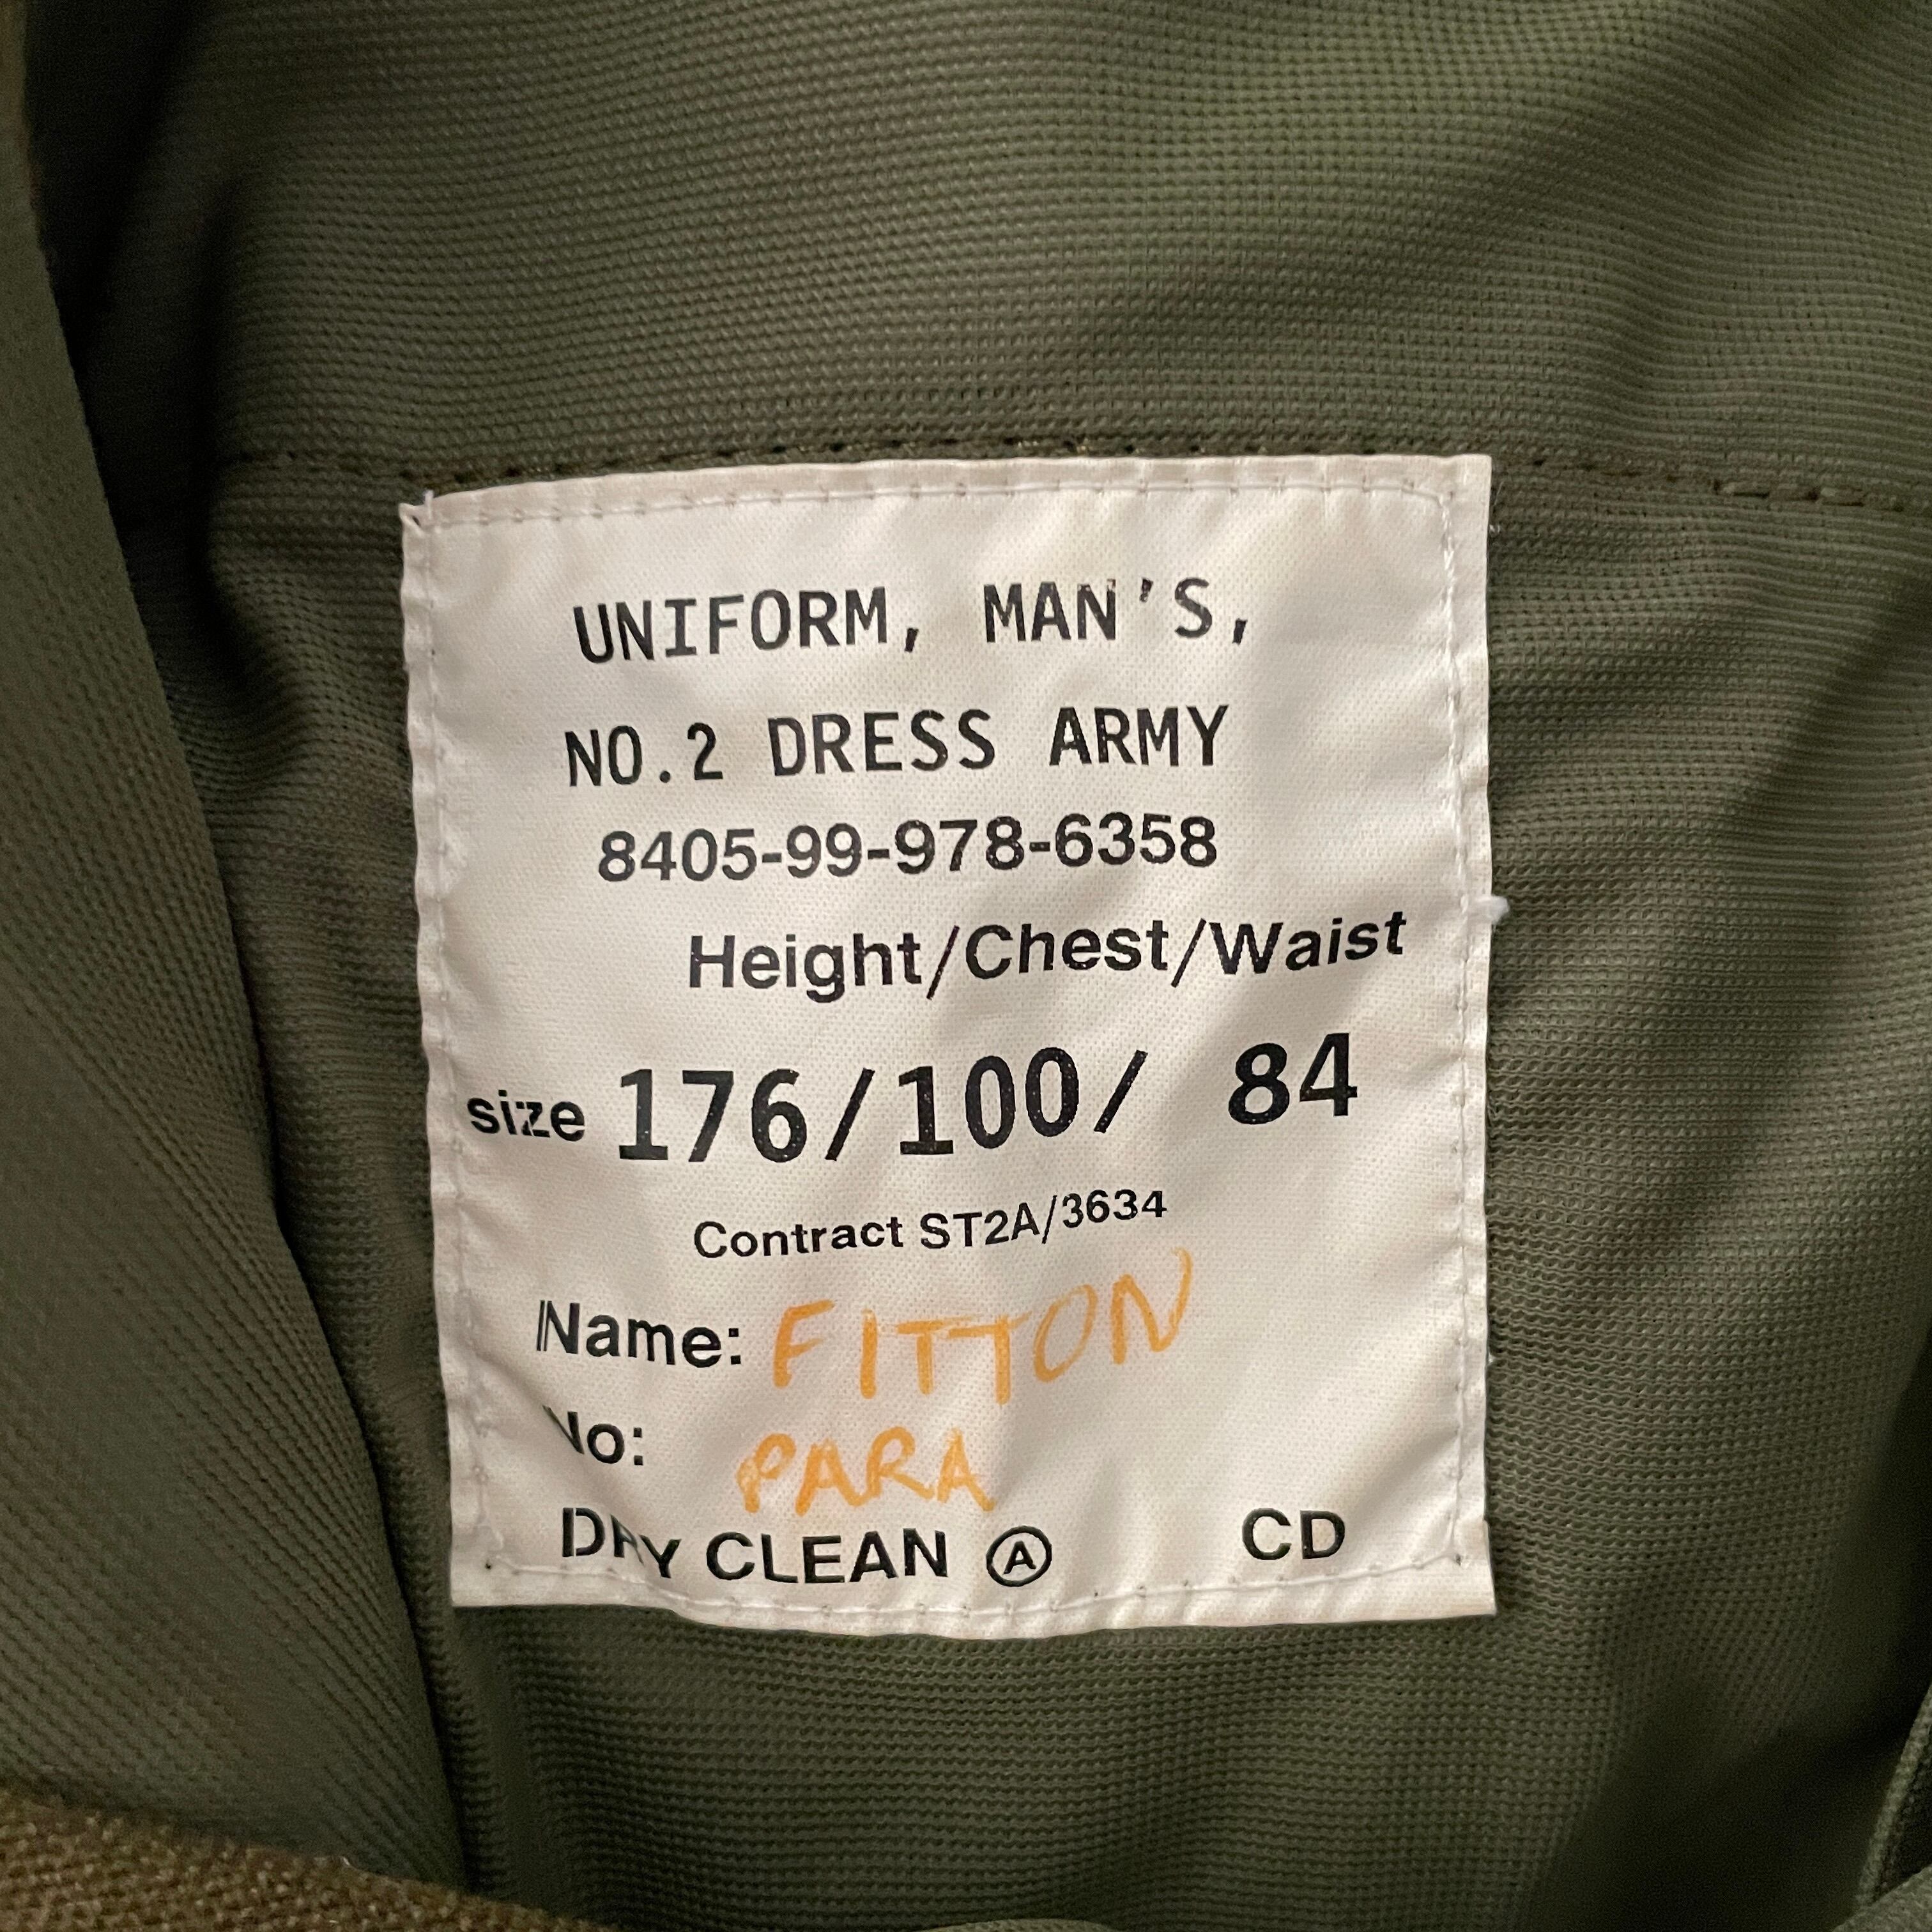 UNIFORM, MAN'S,
NO.2 DRESS ARMY
8405-99-978-6358
Height/Chest/Waist
size 176/100/ 84
Contract ST2A/3634
Name: FITTON
No: PARA
DRY CLEAN Ⓐ CD